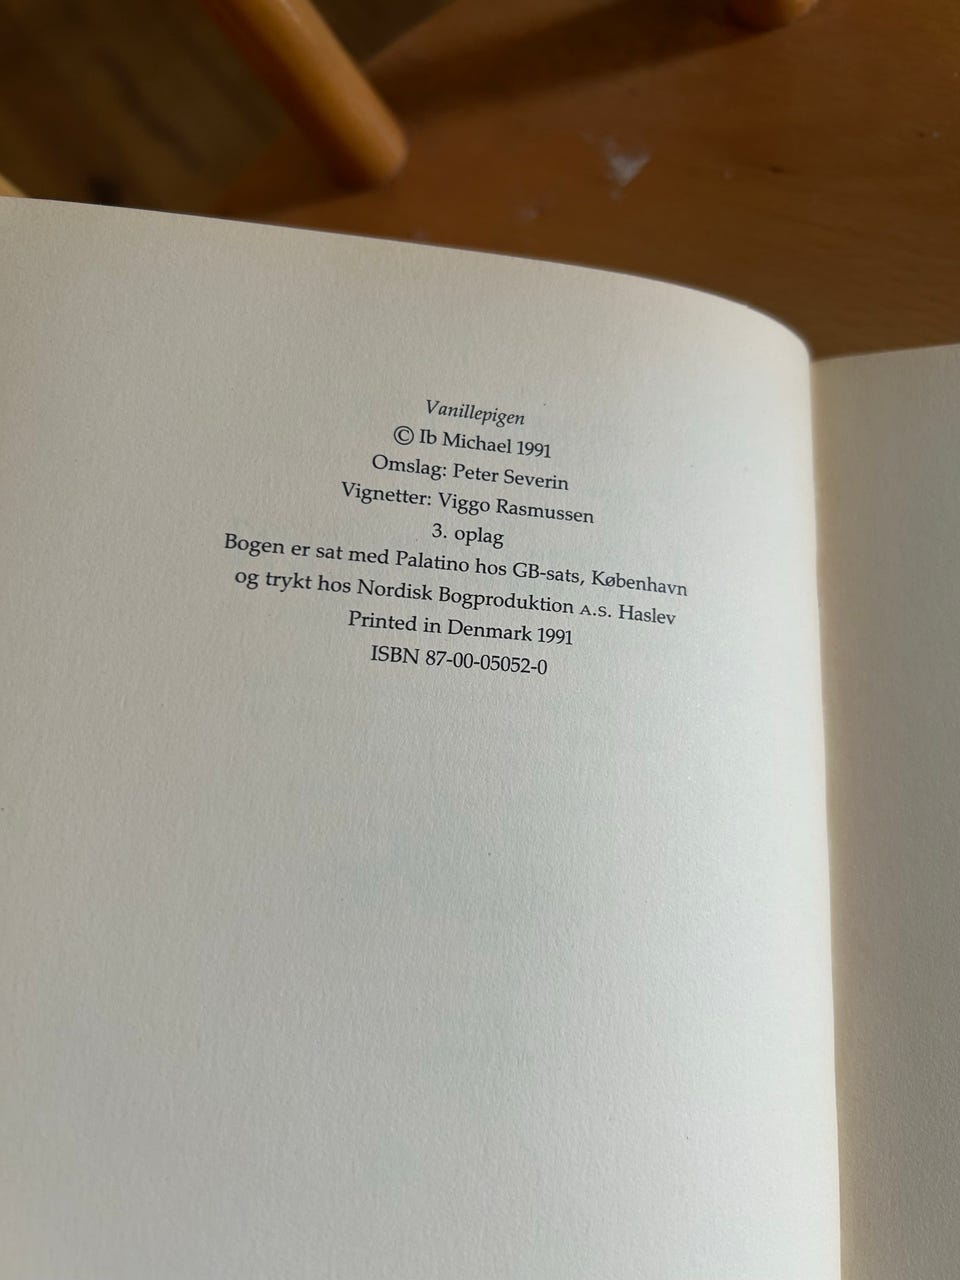 Vanillepigen
© Ib Michael 1991
Omslag: Peter Severin
Vignetter: Viggo Rasmussen
3. oplag
Bogen er sat med Palatino hos GB-sats, København
og trykt hos Nordisk Bogproduktion A.S. Haslev
Printed in Denmark 1991
ISBN 87-00-05052-0